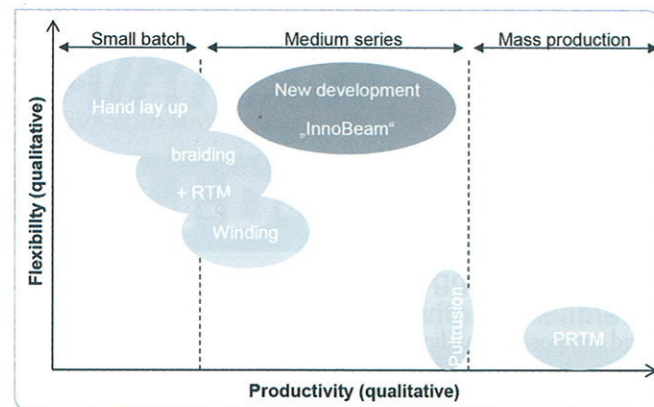 Small batch
Medium series
Mass production
Hand lay up
New development
„InnoBeam“
braiding
+ RTM
Winding
Pultrusion
PRTM
Flexibility (qualitative)
Productivity (qualitative)